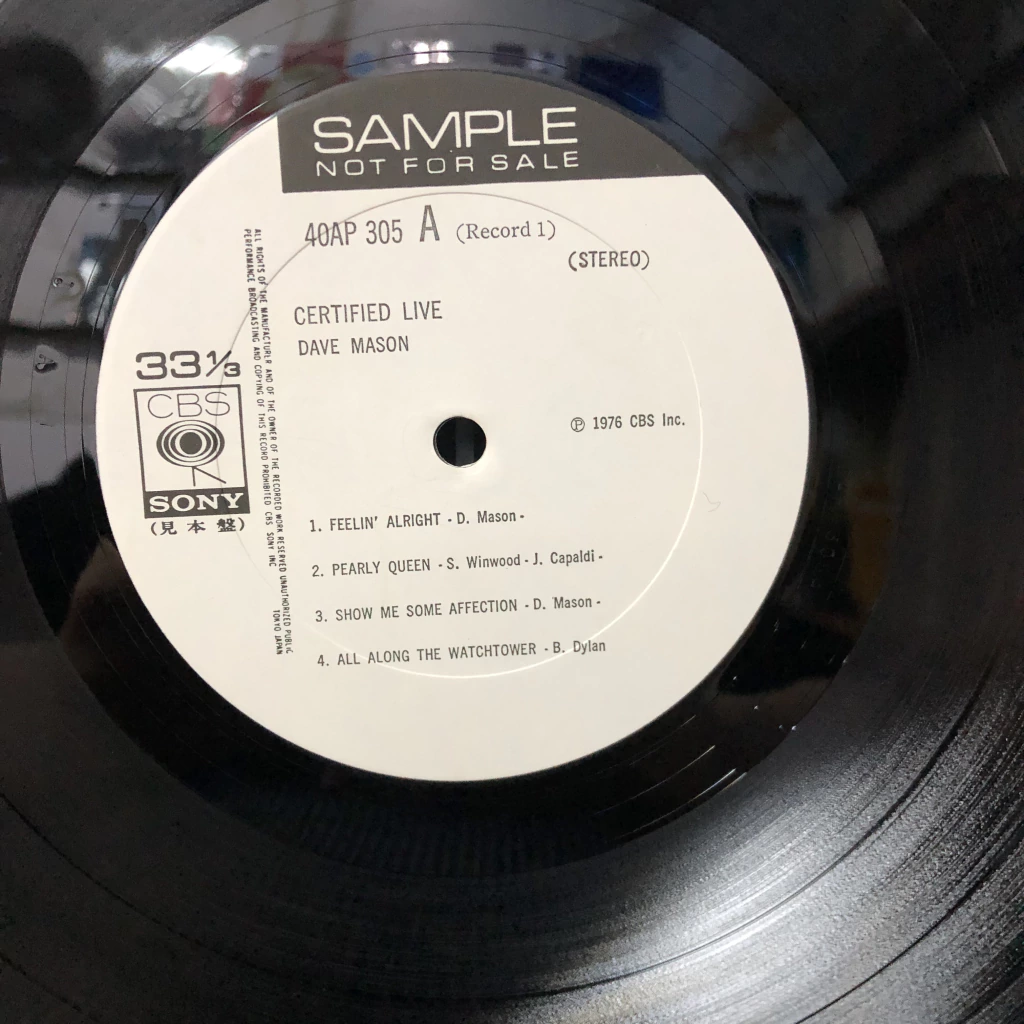 SAMPLE
NOT FOR SALE
40AP 305 A (Record 1)
(STEREO)
CERTIFIED LIVE
DAVE MASON
33⅓
CBS
SONY
(見本盤)
℗ 1976 CBS Inc.
1. FEELIN' ALRIGHT - D. Mason -
2. PEARLY QUEEN - S. Winwood - J. Capaldi -
3. SHOW ME SOME AFFECTION - D. Mason -
4. ALL ALONG THE WATCHTOWER - B. Dylan
ALL RIGHTS OF THE MANUFACTURER AND OF THE OWNER OF THE RECORDED WORK RESERVED UNAUTHORIZED PUBLIC
PERFORMANCE BROADCASTING AND COPYING OF THIS RECORD PROHIBITED CBS SONY INC TOKYO JAPAN